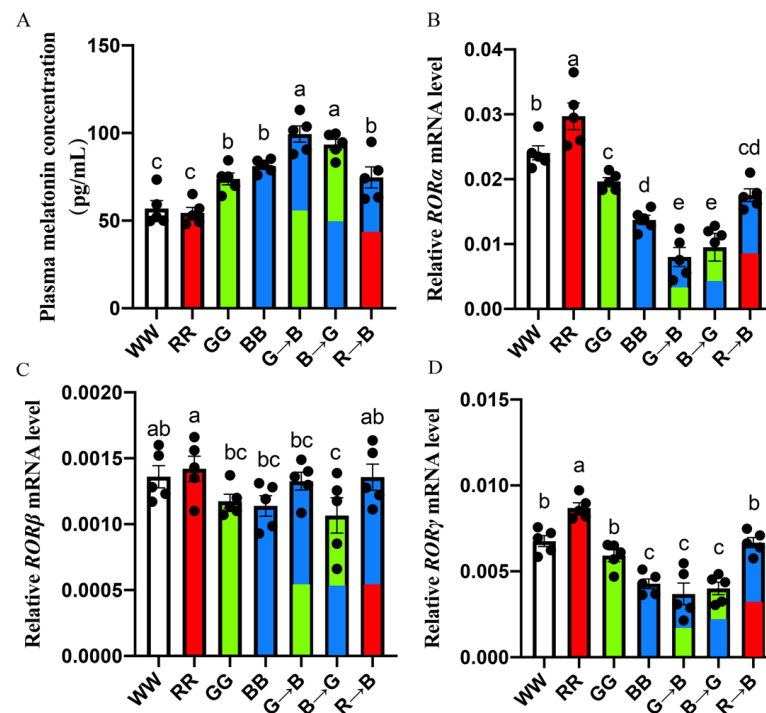 A
Plasma melatonin concentration
(pg/mL)
150
100
50
0
c
c
b
b
a
a
b
WW
RR
GG
BB
G→B
B→G
R→B
B
Relative RORα mRNA level
0.04
0.03
0.02
0.01
0.00
b
a
c
d
e
e
cd
WW
RR
GG
BB
G→B
B→G
R→B
C
Relative RORβ mRNA level
0.0020
0.0015
0.0010
0.0005
0.0000
ab
a
bc
bc
bc
c
ab
WW
RR
GG
BB
G→B
B→G
R→B
D
Relative RORγ mRNA level
0.015
0.010
0.005
0.000
b
a
b
c
c
c
b
WW
RR
GG
BB
G→B
B→G
R→B